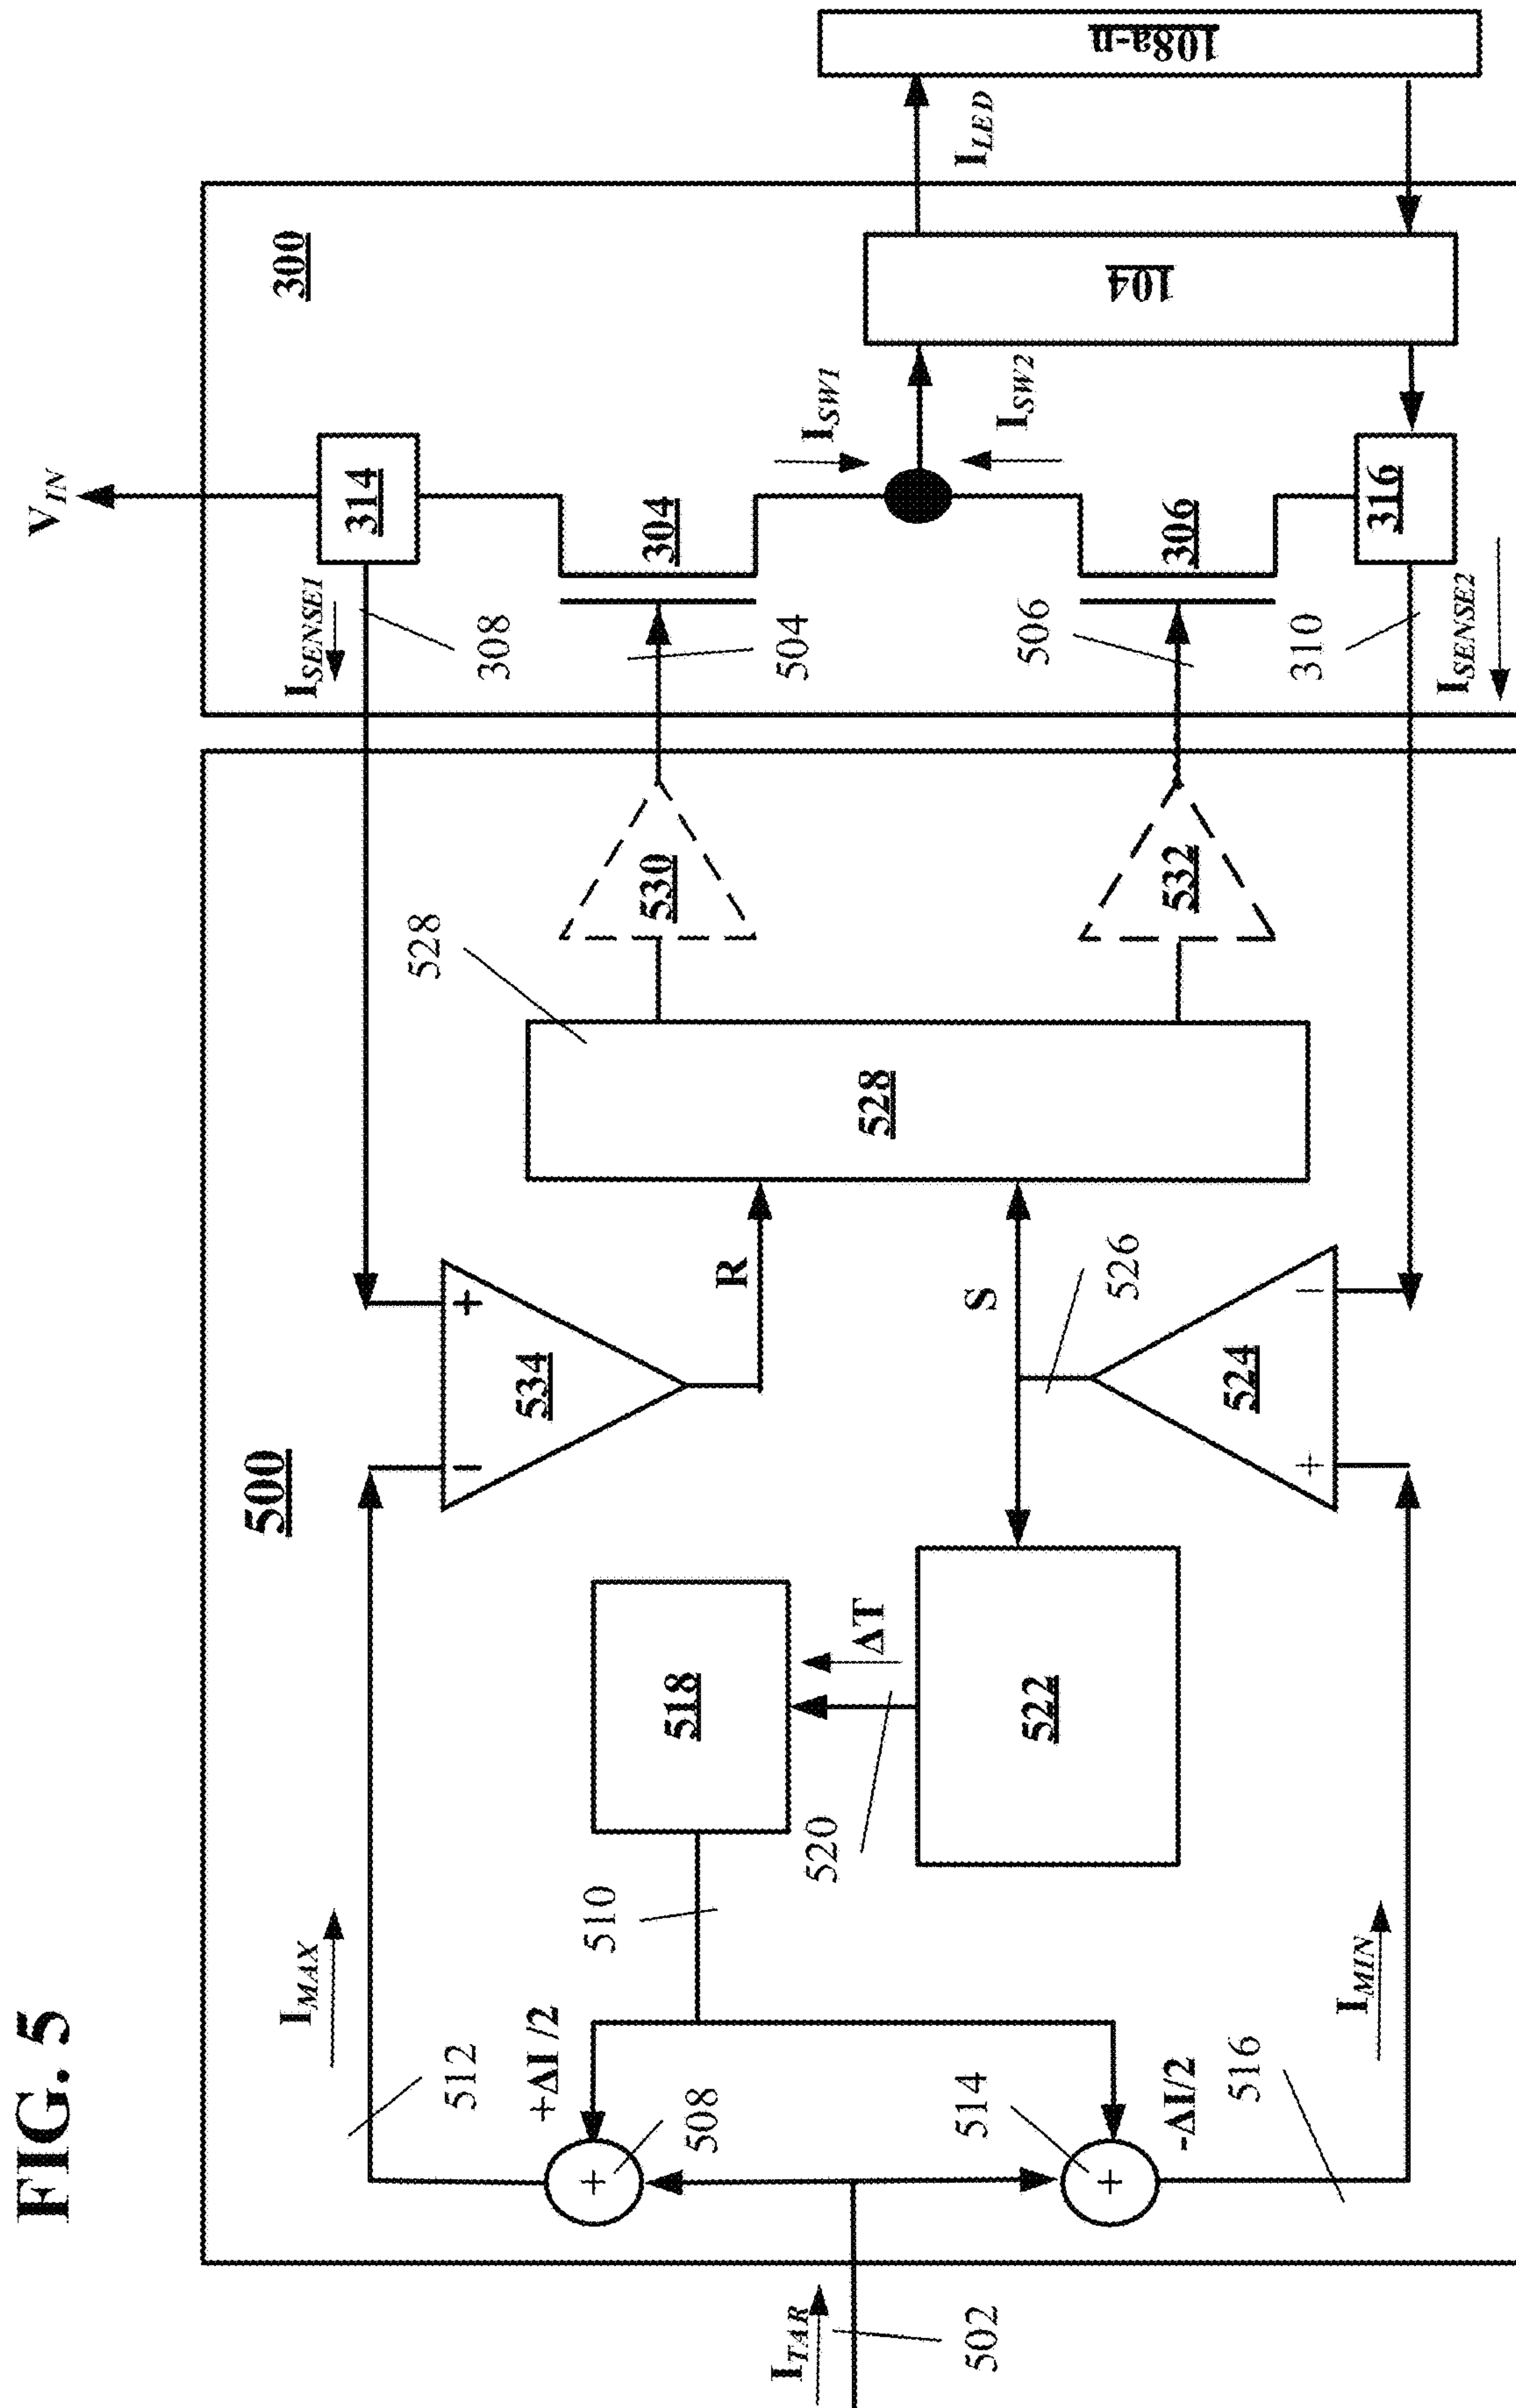 FIG. 5
500
300
V_IN
I_MAX
512
I_SENSE1
308
314
534
-
+
R
528
528
530
504
304
I_SW1
I_SW2
I_LED
104
108a-n
+ΔI /2
508
+
510
518
ΔT
520
522
S
526
524
+
-
532
506
306
310
316
I_SENSE2
I_TAR
502
514
+
-ΔI/2
516
I_MIN